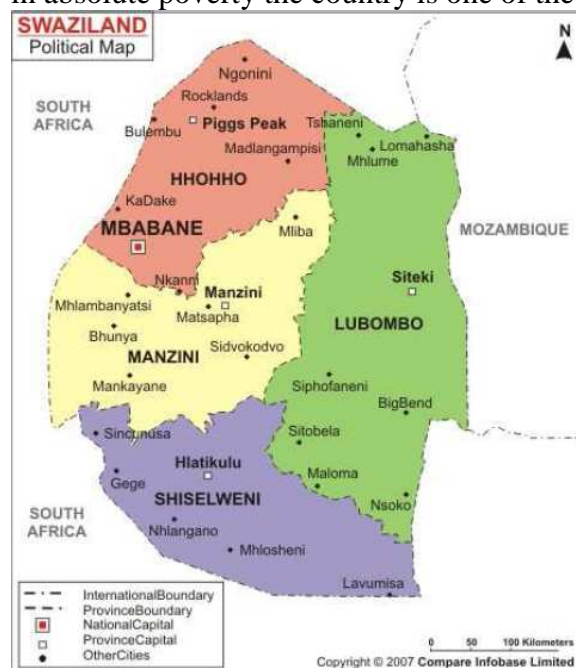 in absolute poverty the country is one of the
SWAZILAND
Political Map
N
Ngonini
SOUTH
AFRICA
Rocklands
Bulembu
Piggs Peak
Tshaneni
Lomahasha
Madlangampisi
Mhlume
HHOHHO
KaDake
MBABANE
Mliba
MOZAMBIQUE
Nkanni
Manzini
Siteki
Mhlambanyatsi
Matsapha
LUBOMBO
Bhunya
MANZINI
Sidvokodvo
Mankayane
Siphofaneni
BigBend
Sincunusa
Sitobela
Hlatikulu
Gege
Maloma
SHISELWENI
Nsoko
SOUTH
AFRICA
Nhlangano
Mhlosheni
Lavumisa
InternationalBoundary
ProvinceBoundary
NationalCapital
ProvinceCapital
OtherCities
0 50 100 Kilometers
Copyright © 2007 Compare Infobase Limited